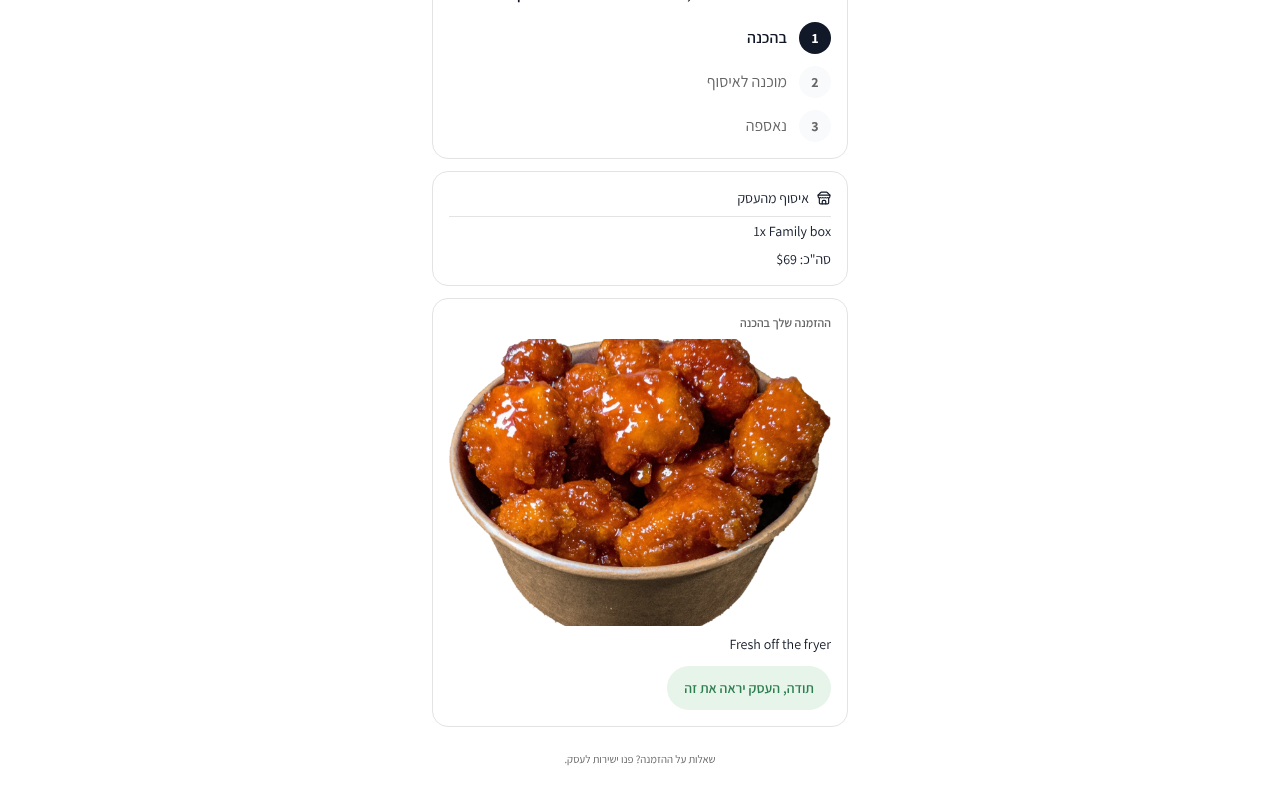 1 בהכנה
2 מוכנה לאיסוף
3 נאספה
איסוף מהעסק
1x Family box
סה"כ: $69
ההזמנה שלך בהכנה
Fresh off the fryer
תודה, העסק יראה את זה
שאלות על ההזמנה? פנו ישירות לעסק.